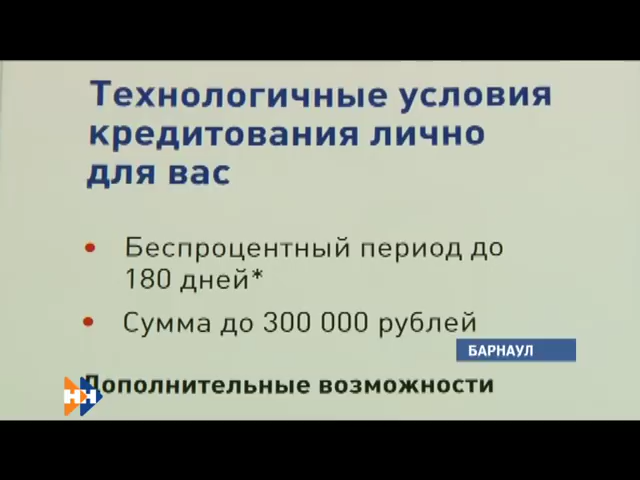 Технологичные условия
кредитования лично
для вас
• Беспроцентный период до
180 дней*
• Сумма до 300 000 рублей
БАРНАУЛ
Дополнительные возможности
НН